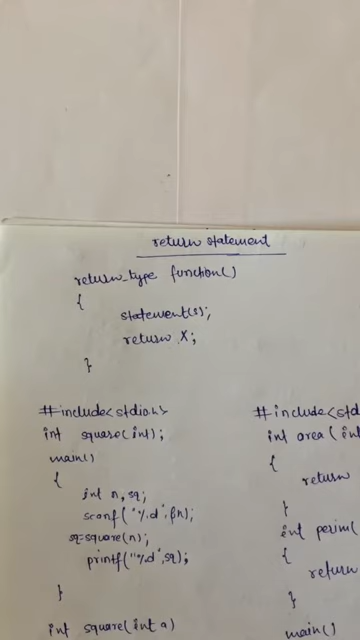 return statement
return_type function()
{
statement(s);
return X;
}
#include<stdio.h>
int square(int);
main()
{
int n, sq;
scanf("%d",&n);
sq=square(n);
printf("%d",sq);
}
int square(int a)
#include<std
int area(int
{
return
}
int perim(
{
return
}
main()